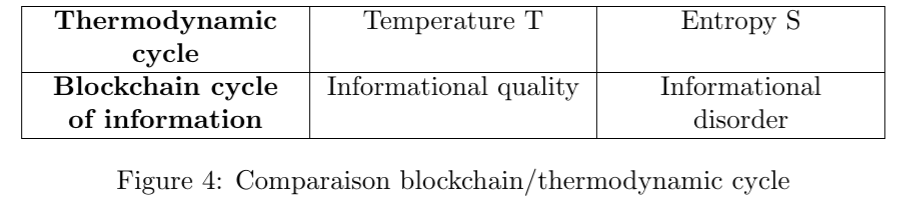 Thermodynamic cycle Temperature T Entropy S
Blockchain cycle of information Informational quality Informational disorder
Figure 4: Comparaison blockchain/thermodynamic cycle